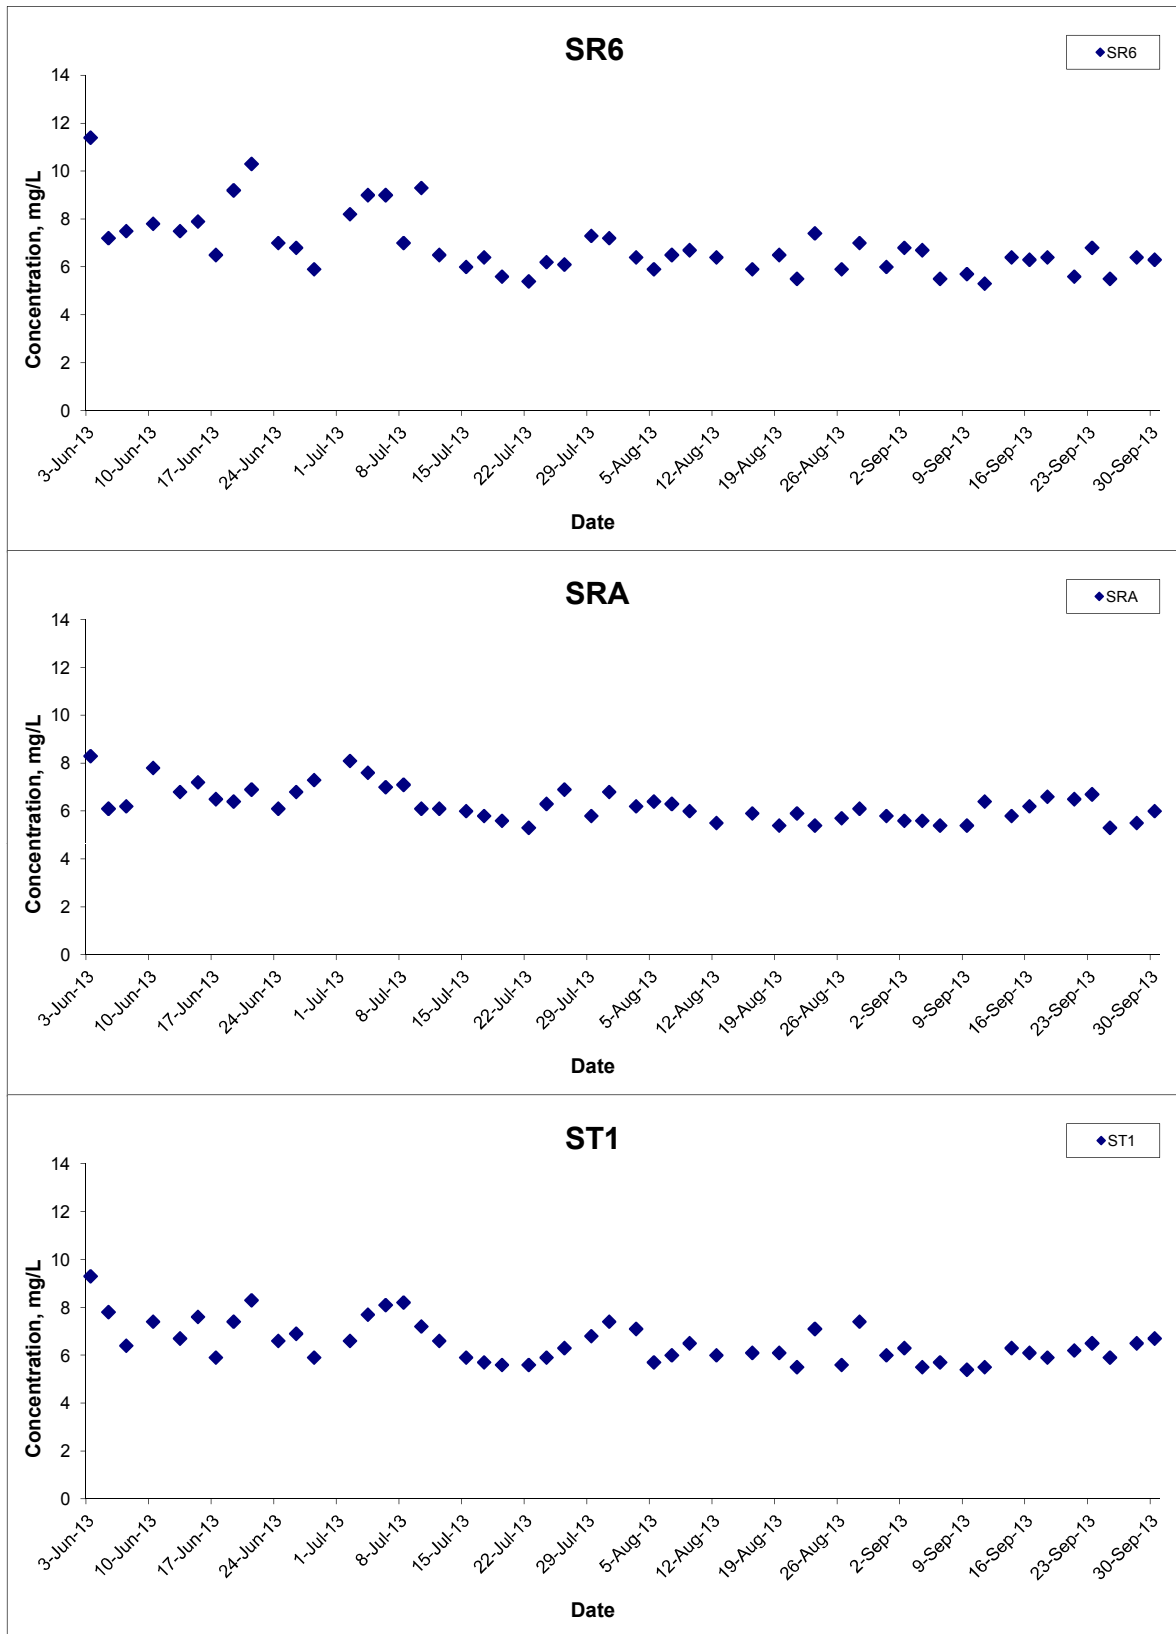 SR6
SR6
Concentration, mg/L
14
12
10
8
6
4
2
0
3-Jun-13
10-Jun-13
17-Jun-13
24-Jun-13
1-Jul-13
8-Jul-13
15-Jul-13
22-Jul-13
29-Jul-13
5-Aug-13
12-Aug-13
19-Aug-13
26-Aug-13
2-Sep-13
9-Sep-13
16-Sep-13
23-Sep-13
30-Sep-13
Date
SRA
SRA
Concentration, mg/L
14
12
10
8
6
4
2
0
3-Jun-13
10-Jun-13
17-Jun-13
24-Jun-13
1-Jul-13
8-Jul-13
15-Jul-13
22-Jul-13
29-Jul-13
5-Aug-13
12-Aug-13
19-Aug-13
26-Aug-13
2-Sep-13
9-Sep-13
16-Sep-13
23-Sep-13
30-Sep-13
Date
ST1
ST1
Concentration, mg/L
14
12
10
8
6
4
2
0
3-Jun-13
10-Jun-13
17-Jun-13
24-Jun-13
1-Jul-13
8-Jul-13
15-Jul-13
22-Jul-13
29-Jul-13
5-Aug-13
12-Aug-13
19-Aug-13
26-Aug-13
2-Sep-13
9-Sep-13
16-Sep-13
23-Sep-13
30-Sep-13
Date